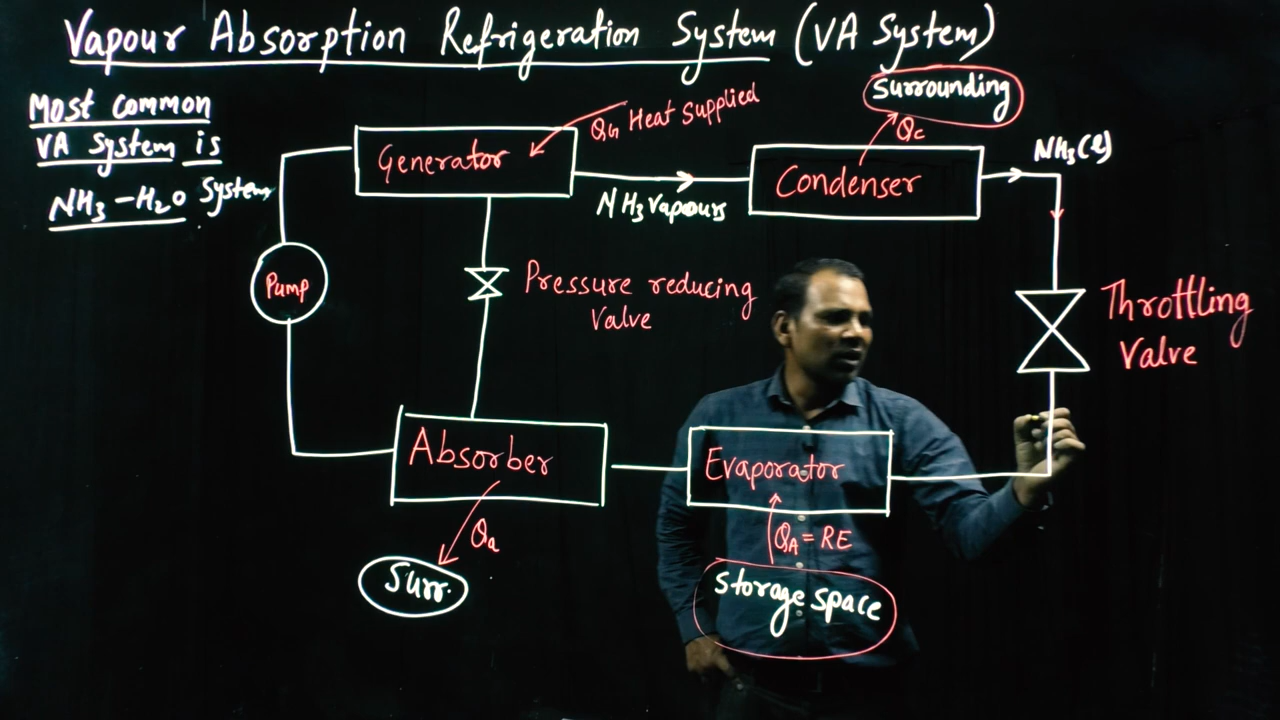 Vapour Absorption Refrigeration System (VA System)
Most common
VA System is
NH3 - H2O System
Generator
QG Heat Supplied
NH3 Vapours
Condenser
Qc
Surrounding
NH3(l)
Pump
Pressure reducing
Valve
Throttling
Valve
Absorber
Qa
Surr.
Evaporator
QA = RE
Storage space